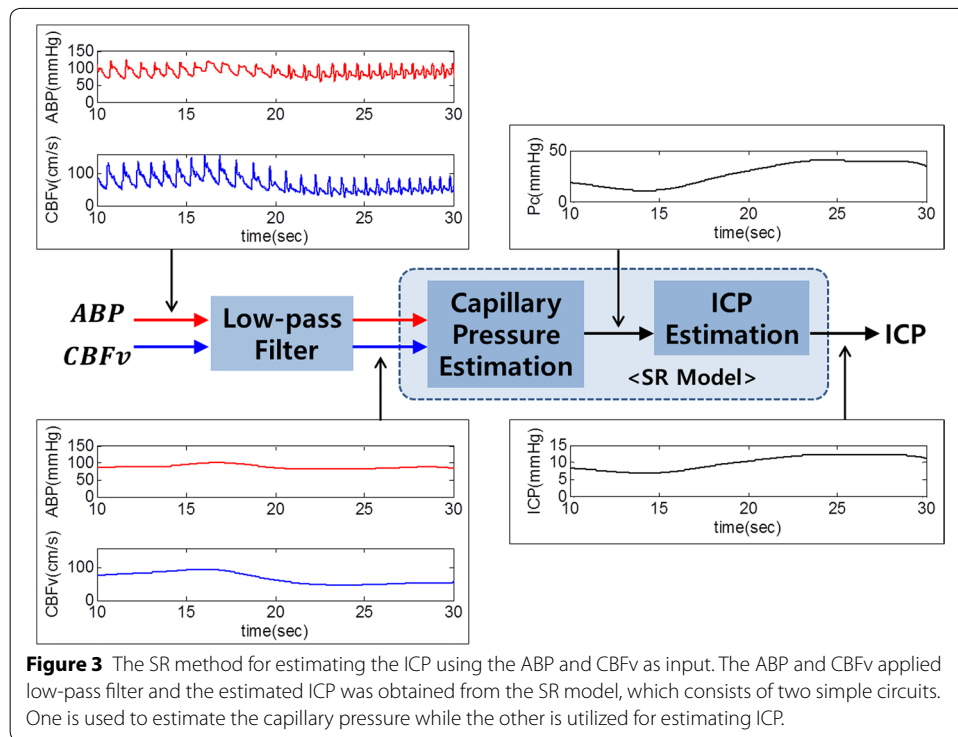 ABP(mmHg)
150
100
50
0
10 15 20 25 30
CBFv(cm/s)
100
0
10 15 20 25 30
time(sec)
Pc(mmHg)
50
0
10 15 20 25 30
time(sec)
ABP
CBFv
Low-pass
Filter
Capillary
Pressure
Estimation
ICP
Estimation
<SR Model>
ICP
ABP(mmHg)
150
100
50
0
10 15 20 25 30
CBFv(cm/s)
100
0
10 15 20 25 30
time(sec)
ICP(mmHg)
15
10
5
0
10 15 20 25 30
time(sec)
Figure 3 The SR method for estimating the ICP using the ABP and CBFv as input. The ABP and CBFv applied
low-pass filter and the estimated ICP was obtained from the SR model, which consists of two simple circuits.
One is used to estimate the capillary pressure while the other is utilized for estimating ICP.